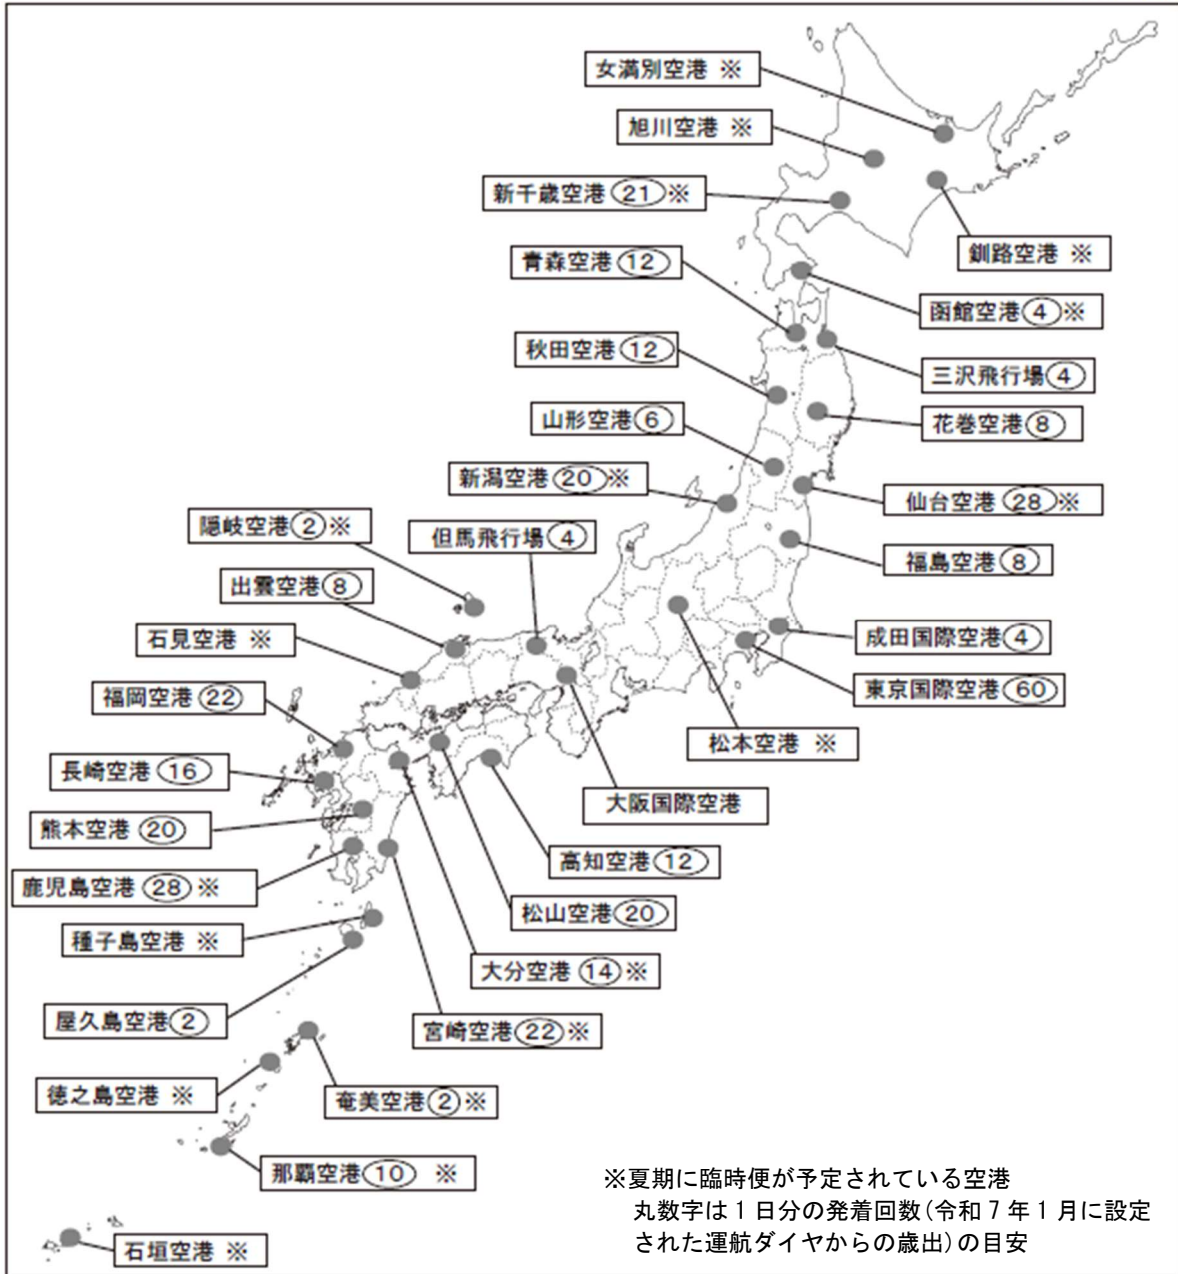 女満別空港 ※
旭川空港 ※
新千歳空港 21 ※
釧路空港 ※
青森空港 12
函館空港 4 ※
秋田空港 12
三沢飛行場 4
山形空港 6
花巻空港 8
新潟空港 20 ※
仙台空港 28 ※
隠岐空港 2 ※
但馬飛行場 4
福島空港 8
出雲空港 8
石見空港 ※
成田国際空港 4
福岡空港 22
東京国際空港 60
松本空港 ※
長崎空港 16
大阪国際空港
熊本空港 20
高知空港 12
鹿児島空港 28 ※
松山空港 20
種子島空港 ※
大分空港 14 ※
屋久島空港 2
宮崎空港 22 ※
徳之島空港 ※
奄美空港 2 ※
那覇空港 10 ※
石垣空港 ※
※夏期に臨時便が予定されている空港
丸数字は1日分の発着回数(令和7年1月に設定
された運航ダイヤからの歳出)の目安